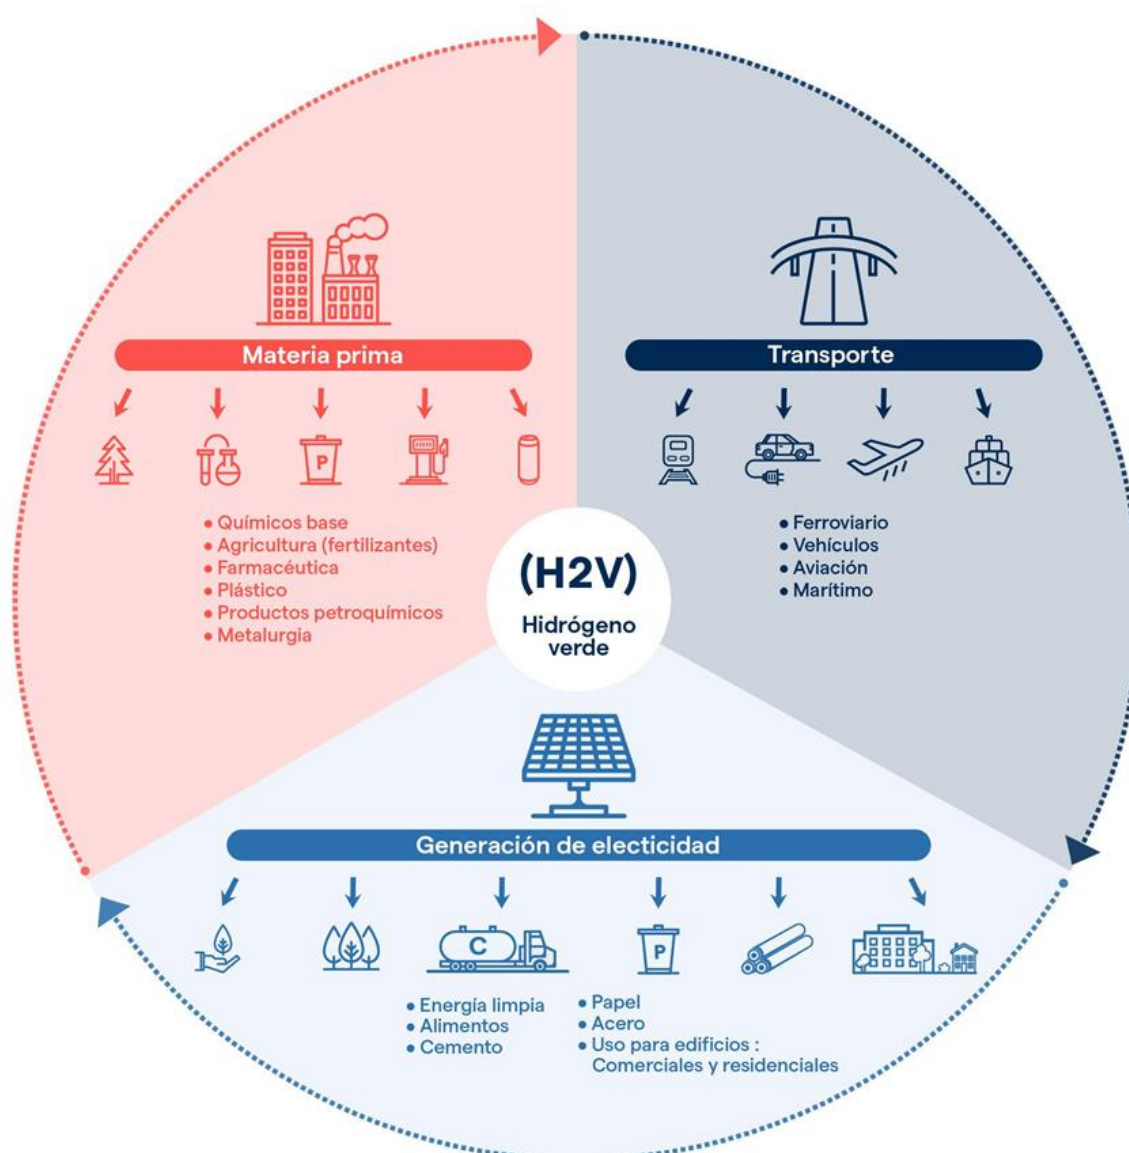 Materia prima
P
• Químicos base
• Agricultura (fertilizantes)
• Farmacéutica
• Plástico
• Productos petroquímicos
• Metalurgia
Transporte
• Ferroviario
• Vehículos
• Aviación
• Marítimo
(H2V)
Hidrógeno
verde
Generación de electicidad
C
P
• Energía limpia
• Alimentos
• Cemento
• Papel
• Acero
• Uso para edificios :
Comerciales y residenciales